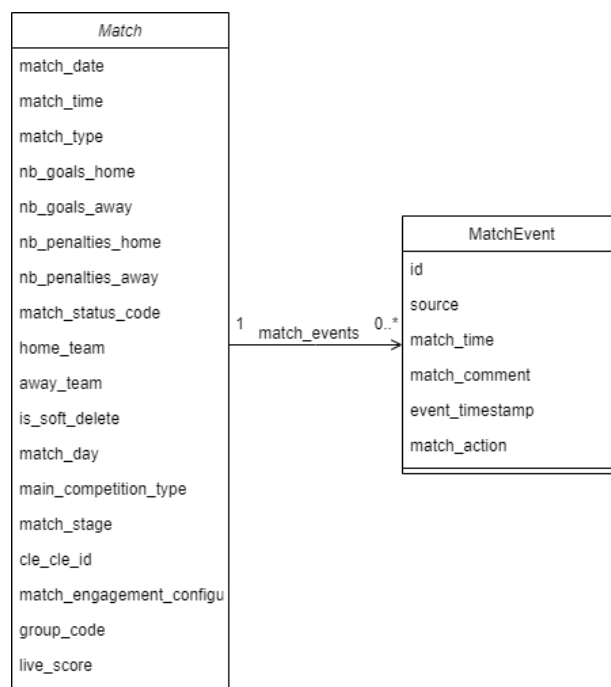 Match
match_date
match_time
match_type
nb_goals_home
nb_goals_away
nb_penalties_home
nb_penalties_away
match_status_code
home_team
away_team
is_soft_delete
match_day
main_competition_type
match_stage
cle_cle_id
match_engagement_configu
group_code
live_score
1
match_events
0..*
MatchEvent
id
source
match_time
match_comment
event_timestamp
match_action